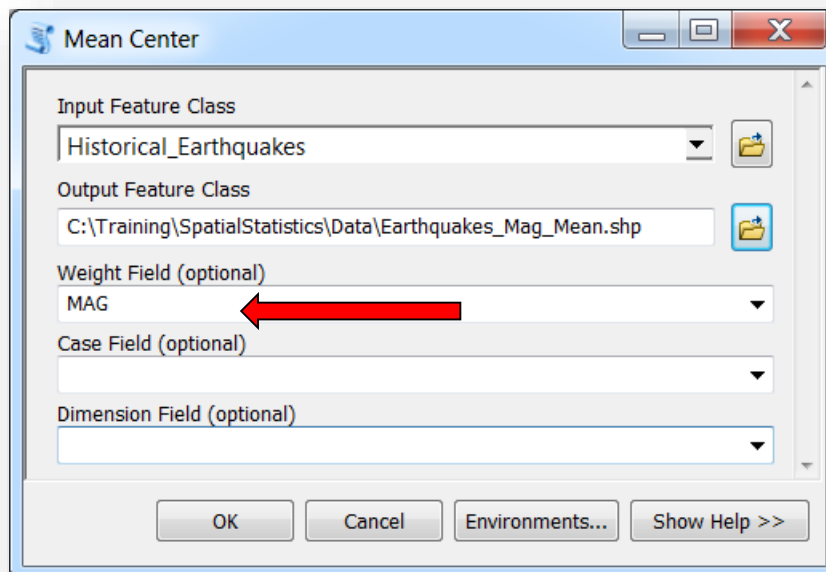 Mean Center
Input Feature Class
Historical_Earthquakes
Output Feature Class
C:\Training\SpatialStatistics\Data\Earthquakes_Mag_Mean.shp
Weight Field (optional)
MAG
Case Field (optional)
Dimension Field (optional)
OK Cancel Environments... Show Help >>